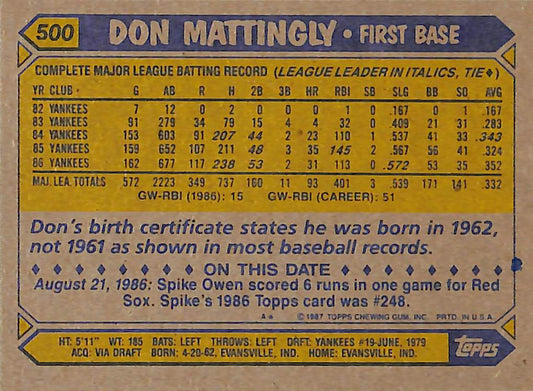 500 DON MATTINGLY • FIRST BASE
COMPLETE MAJOR LEAGUE BATTING RECORD (LEAGUE LEADER IN ITALICS, TIE♦)
YR CLUB G AB R H 2B 3B HR RBI SB SLG BB SO AVG
82 YANKEES 7 12 0 2 0 0 0 1 0 .167 0 1 .167
83 YANKEES 91 279 34 79 15 4 4 32 0 .409 21 31 .283
84 YANKEES 153 603 91 207 44 2 23 110 1 .537 41 33 .343
85 YANKEES 159 652 107 211 48 3 35 145 2 .567 56 41 .324
86 YANKEES 162 677 117 238 53 2 31 113 0 .572 53 35 .352
MAJ. LEA. TOTALS 572 2223 349 737 160 11 93 401 3 .539 171 141 .332
GW-RBI (1986): 15 GW-RBI (CAREER): 51
Don's birth certificate states he was born in 1962,
not 1961 as shown in most baseball records.
♦ ♦ ♦ ♦ ♦ ♦ ♦ ON THIS DATE ♦ ♦ ♦ ♦ ♦ ♦ ♦
August 21, 1986: Spike Owen scored 6 runs in one game for Red
Sox. Spike's 1986 Topps card was #248.
A* © 1987 TOPPS CHEWING GUM, INC. PRTD. IN U.S.A.
HT: 5'11" WT: 185 BATS: LEFT THROWS: LEFT DRAFT: YANKEES #19-JUNE, 1979
ACQ: VIA DRAFT BORN: 4-20-62, EVANSVILLE, IND. HOME: EVANSVILLE, IND.
topps